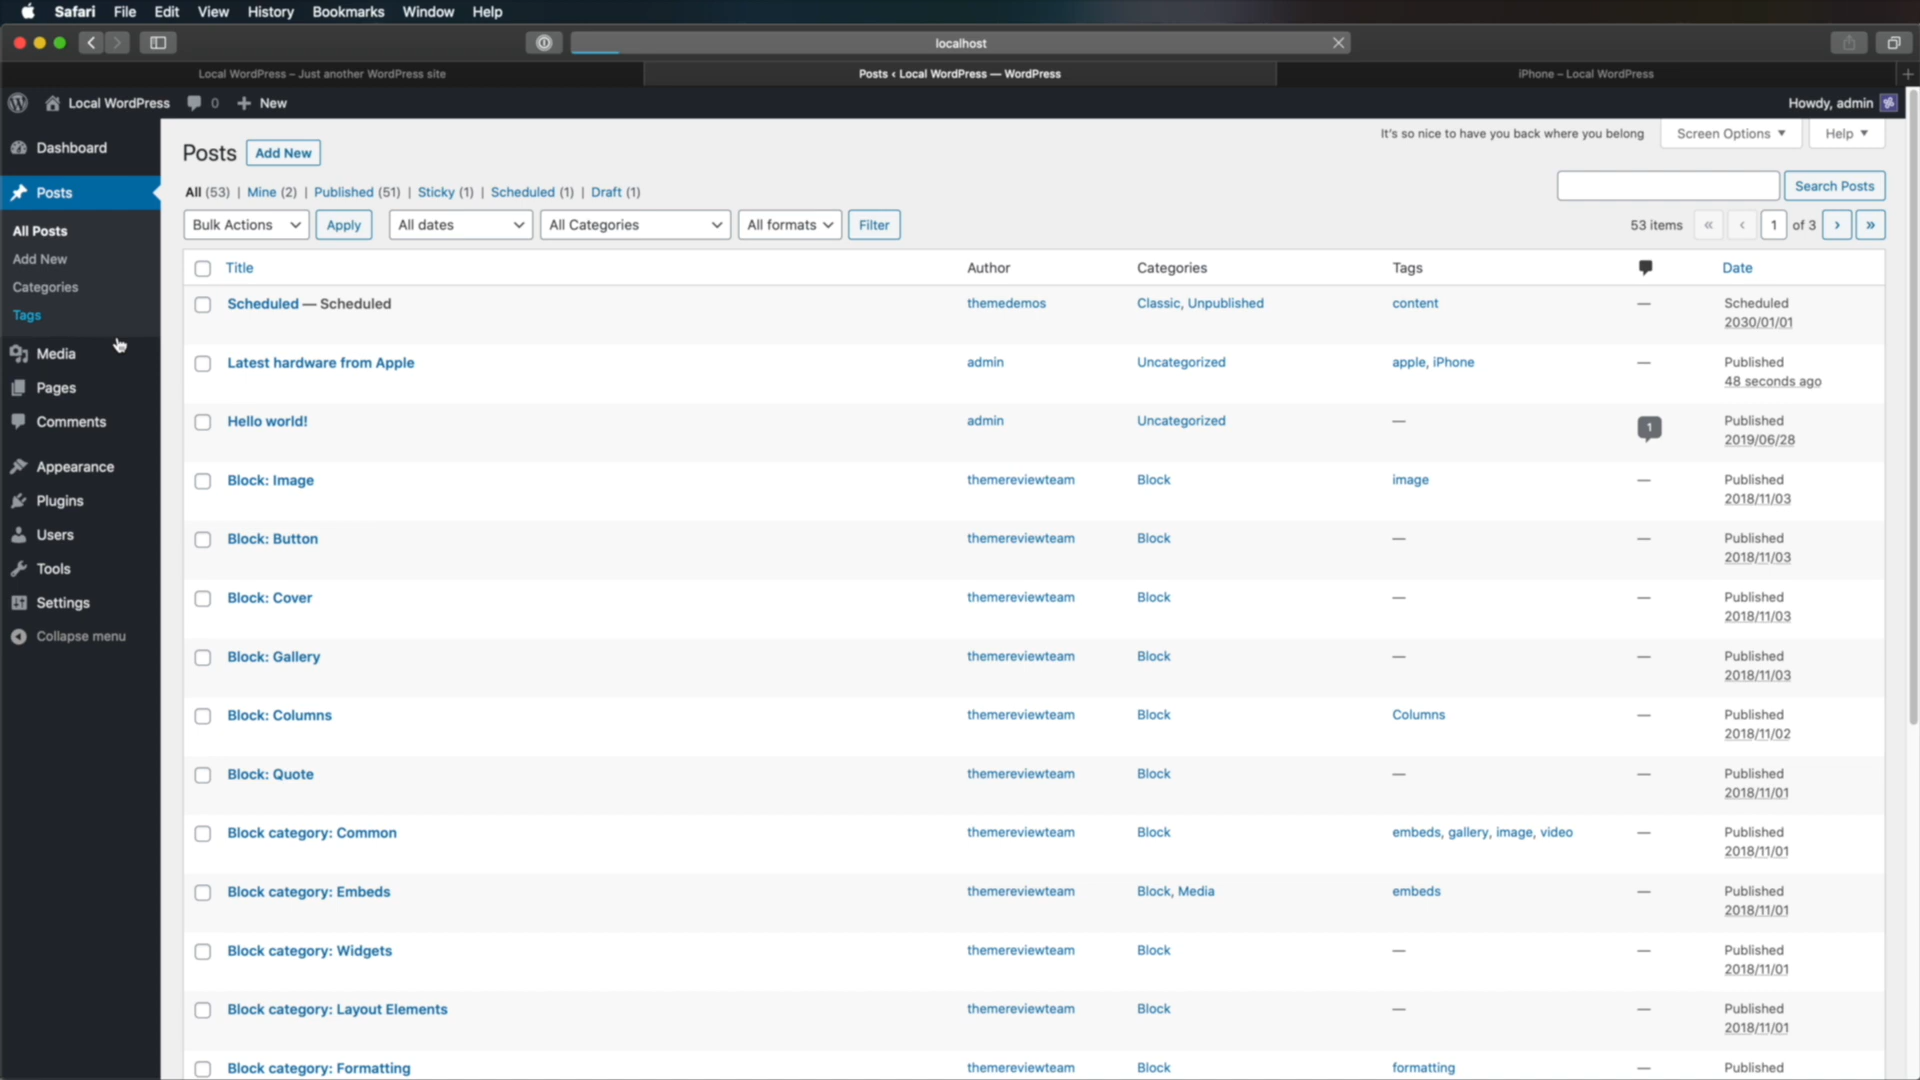 Safari File Edit View History Bookmarks Window Help
localhost
Local WordPress – Just another WordPress site
Posts ‹ Local WordPress — WordPress
iPhone – Local WordPress
Local WordPress 0 New
Howdy, admin
Dashboard
Posts
All Posts
Add New
Categories
Tags
Media
Pages
Comments
Appearance
Plugins
Users
Tools
Settings
Collapse menu
It's so nice to have you back where you belong
Screen Options
Help
Posts Add New
All (53) | Mine (2) | Published (51) | Sticky (1) | Scheduled (1) | Draft (1)
Search Posts
Bulk Actions Apply All dates All Categories All formats Filter
53 items « ‹ 1 of 3 › »
Title Author Categories Tags Date
Scheduled — Scheduled themedemos Classic, Unpublished content — Scheduled
2030/01/01
Latest hardware from Apple admin Uncategorized apple, iPhone — Published
48 seconds ago
Hello world! admin Uncategorized — 1 Published
2019/06/28
Block: Image themereviewteam Block image — Published
2018/11/03
Block: Button themereviewteam Block — — Published
2018/11/03
Block: Cover themereviewteam Block — — Published
2018/11/03
Block: Gallery themereviewteam Block — — Published
2018/11/03
Block: Columns themereviewteam Block Columns — Published
2018/11/02
Block: Quote themereviewteam Block — — Published
2018/11/01
Block category: Common themereviewteam Block embeds, gallery, image, video — Published
2018/11/01
Block category: Embeds themereviewteam Block, Media embeds — Published
2018/11/01
Block category: Widgets themereviewteam Block — — Published
2018/11/01
Block category: Layout Elements themereviewteam Block — — Published
2018/11/01
Block category: Formatting themereviewteam Block formatting — Published